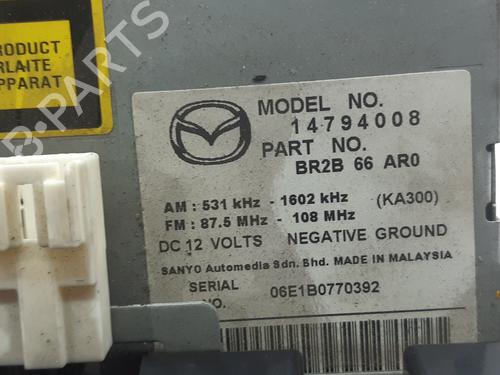 PRODUCT
APPARAT
MODEL NO.
14794008
PART NO.
BR2B 66 AR0
AM : 531 kHz - 1602 kHz (KA300)
FM : 87.5 MHz - 108 MHz
DC 12 VOLTS NEGATIVE GROUND
SANYO Automedia Sdn. Bhd. MADE IN MALAYSIA
SERIAL
NO. 06E1B0770392